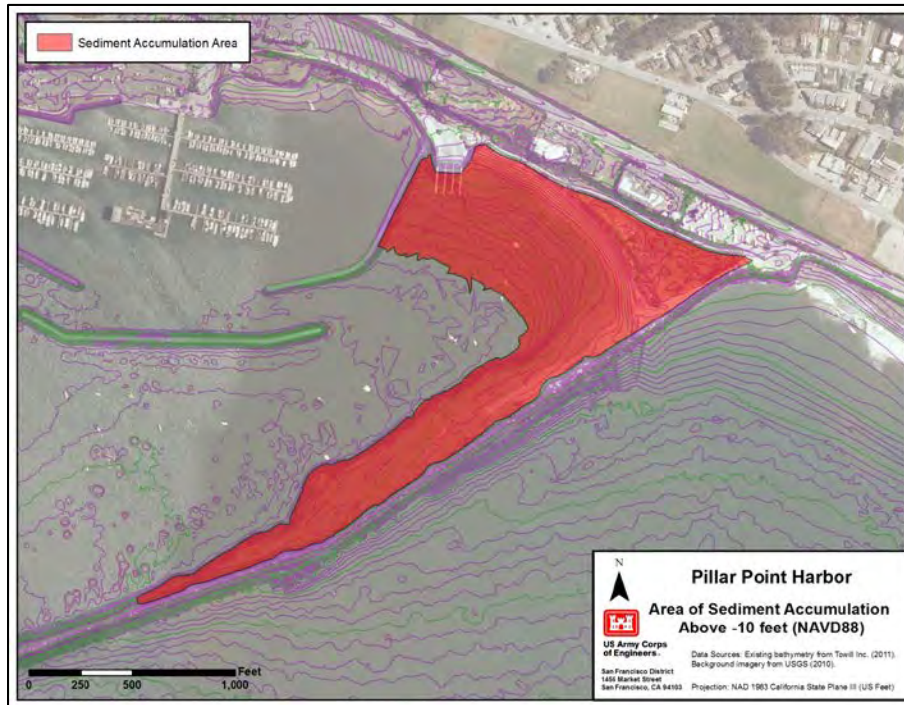 Sediment Accumulation Area
N
Pillar Point Harbor
Area of Sediment Accumulation
Above -10 feet (NAVD88)
US Army Corps
of Engineers.
San Francisco District
1455 Market Street
San Francisco, CA 94103
Data Sources: Existing bathymetry from Towill Inc. (2011).
Background imagery from USGS (2010).
Projection: NAD 1983 California State Plane III (US Feet)
Feet
0 250 500 1,000